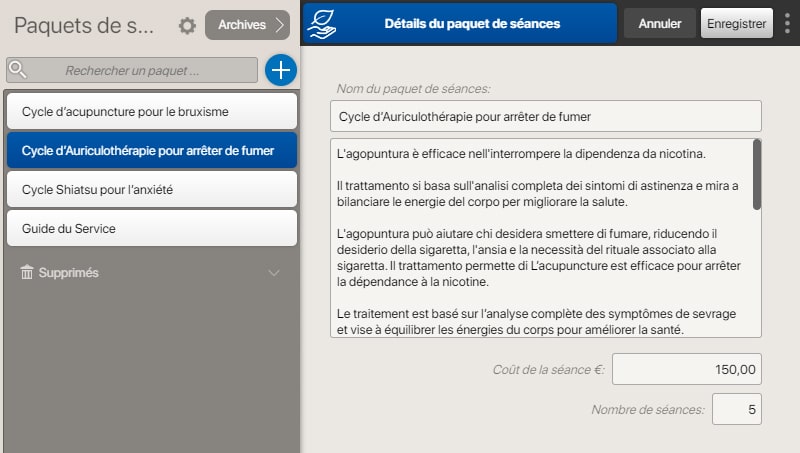 Paquets de s...
Archives
Rechercher un paquet ...
Cycle d'acupuncture pour le bruxisme
Cycle d'Auriculothérapie pour arrêter de fumer
Cycle Shiatsu pour l'anxiété
Guide du Service
Supprimés
Détails du paquet de séances
Annuler
Enregistrer
Nom du paquet de séances:
Cycle d'Auriculothérapie pour arrêter de fumer
L'agopuntura è efficace nell'interrompere la dipendenza da nicotina.
Il trattamento si basa sull'analisi completa dei sintomi di astinenza e mira a
bilanciare le energie del corpo per migliorare la salute.
L'agopuntura può aiutare chi desidera smettere di fumare, riducendo il
desiderio della sigaretta, l'ansia e la necessità del rituale associato alla
sigaretta. Il trattamento permette di L'acupuncture est efficace pour arrêter
la dépendance à la nicotine.
Le traitement est basé sur l'analyse complète des symptômes de sevrage
et vise à équilibrer les énergies du corps pour améliorer la santé.
Coût de la séance €:
150,00
Nombre de séances:
5